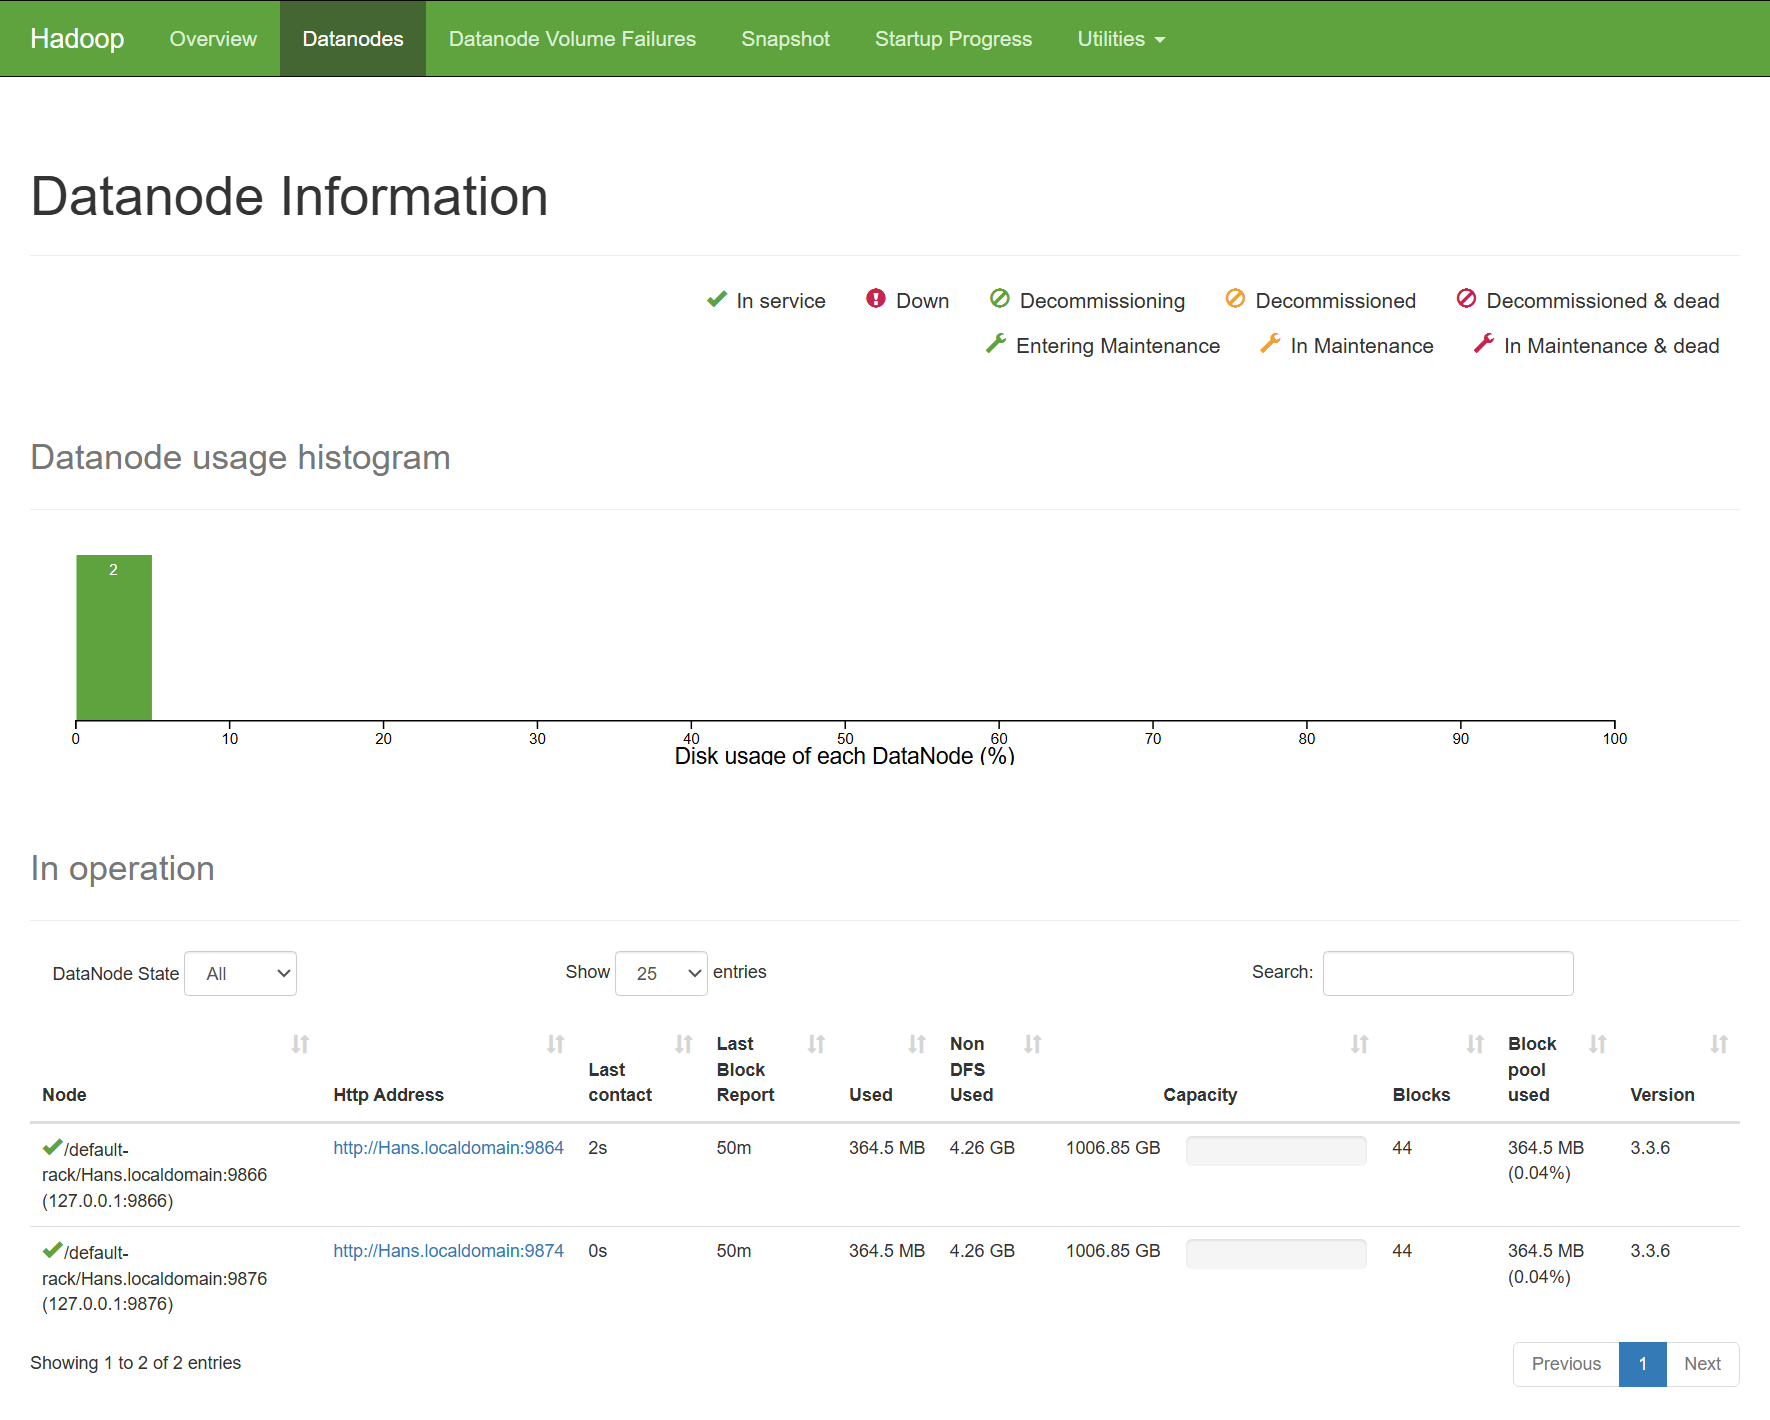 Hadoop Overview Datanodes Datanode Volume Failures Snapshot Startup Progress Utilities
Datanode Information
In service Down Decommissioning Decommissioned Decommissioned & dead
Entering Maintenance In Maintenance In Maintenance & dead
Datanode usage histogram
2
0 10 20 30 40 50 60 70 80 90 100
Disk usage of each DataNode (%)
In operation
DataNode State All Show 25 entries Search:
Node Http Address Last contact Last Block Report Used Non DFS Used Capacity Blocks Block pool used Version
/default- http://Hans.localdomain:9864 2s 50m 364.5 MB 4.26 GB 1006.85 GB 44 364.5 MB 3.3.6
rack/Hans.localdomain:9866 (0.04%)
(127.0.0.1:9866)
/default- http://Hans.localdomain:9874 0s 50m 364.5 MB 4.26 GB 1006.85 GB 44 364.5 MB 3.3.6
rack/Hans.localdomain:9876 (0.04%)
(127.0.0.1:9876)
Showing 1 to 2 of 2 entries Previous 1 Next